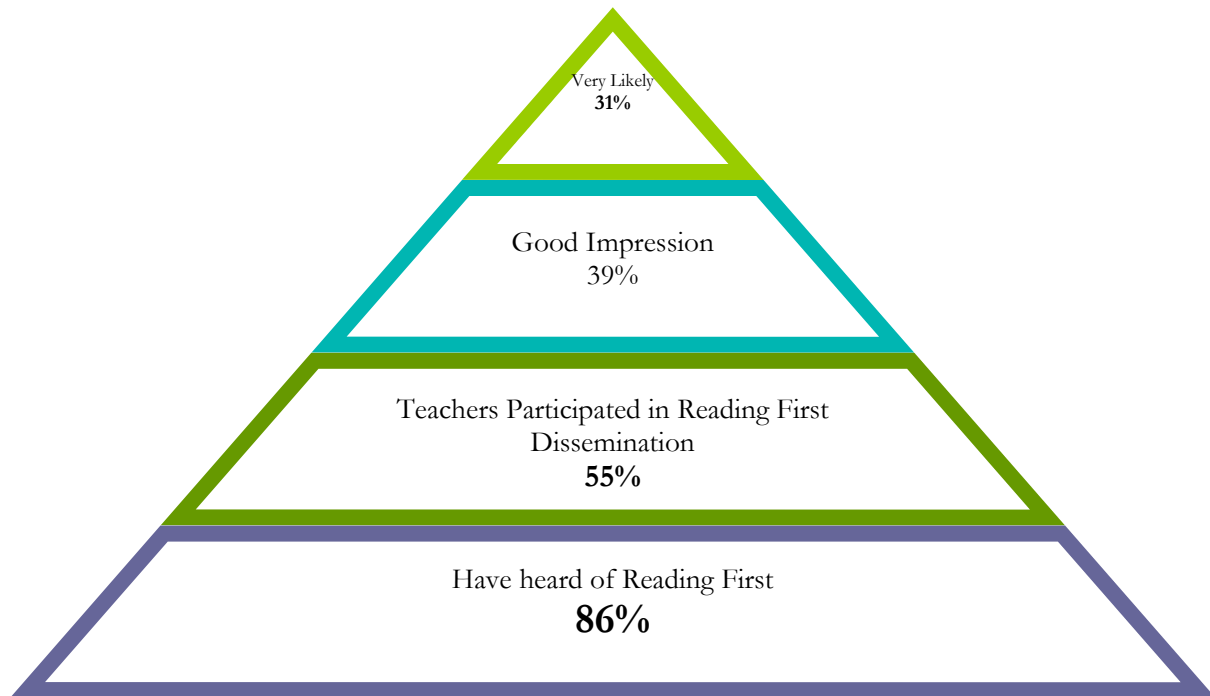 Very Likely
31%
Good Impression
39%
Teachers Participated in Reading First
Dissemination
55%
Have heard of Reading First
86%